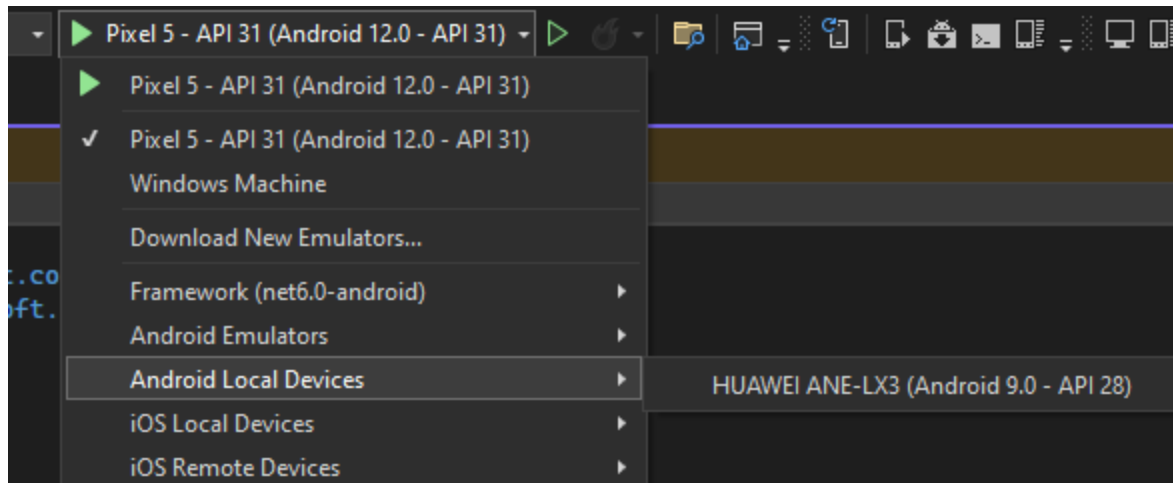 Pixel 5 - API 31 (Android 12.0 - API 31)
Pixel 5 - API 31 (Android 12.0 - API 31)
Pixel 5 - API 31 (Android 12.0 - API 31)
Windows Machine
Download New Emulators...
t.co
Framework (net6.0-android)
oft.
Android Emulators
Android Local Devices
HUAWEI ANE-LX3 (Android 9.0 - API 28)
iOS Local Devices
iOS Remote Devices